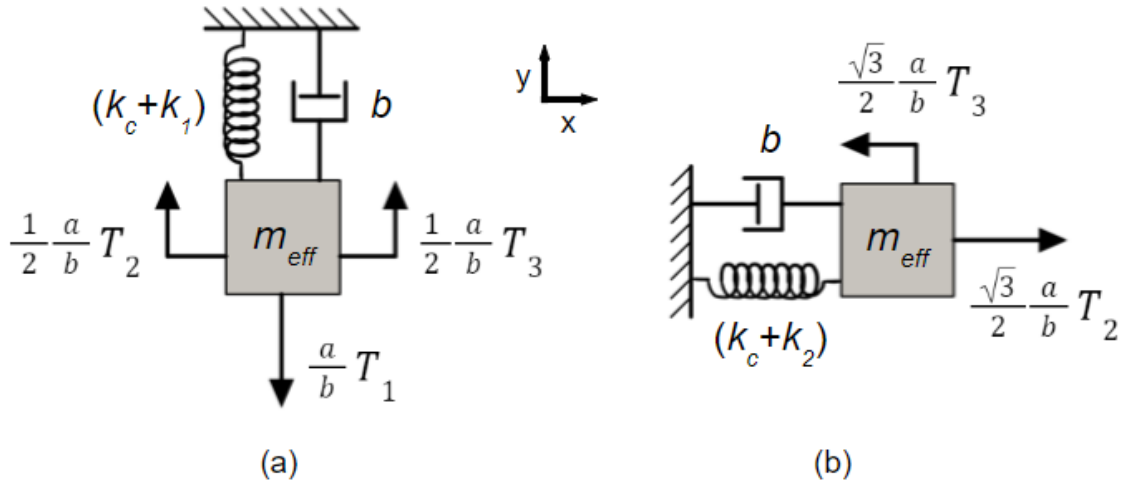 (k_c+k_1)
b
y
x
1/2 a/b T_2
m_eff
1/2 a/b T_3
a/b T_1
(a)
√3/2 a/b T_3
b
m_eff
√3/2 a/b T_2
(k_c+k_2)
(b)